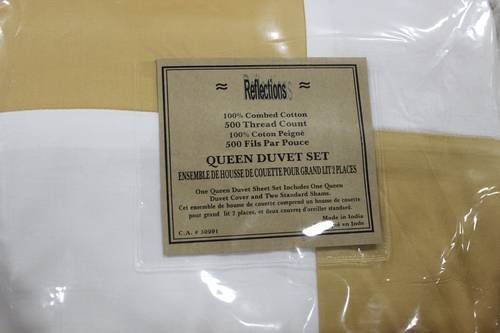 ≈ Reflections ≈
100% Combed Cotton
500 Thread Count
100% Coton Peigoè
500 Fils Par Pouce
QUEEN DUVET SET
ENSEMBLE DE HOUSSE DE COUETTE POUR GRAND LIT 2 PLACES
One Queen Duvet Sheet Set Includes One Queen
Duvet Cover and Two Standard Shams.
Cet ensemble de housse de couette comprend un housse de couette
pour grand lit 2 places, et deux couvres d'oreiller standard.
Made in India
en Inde
C.A. #